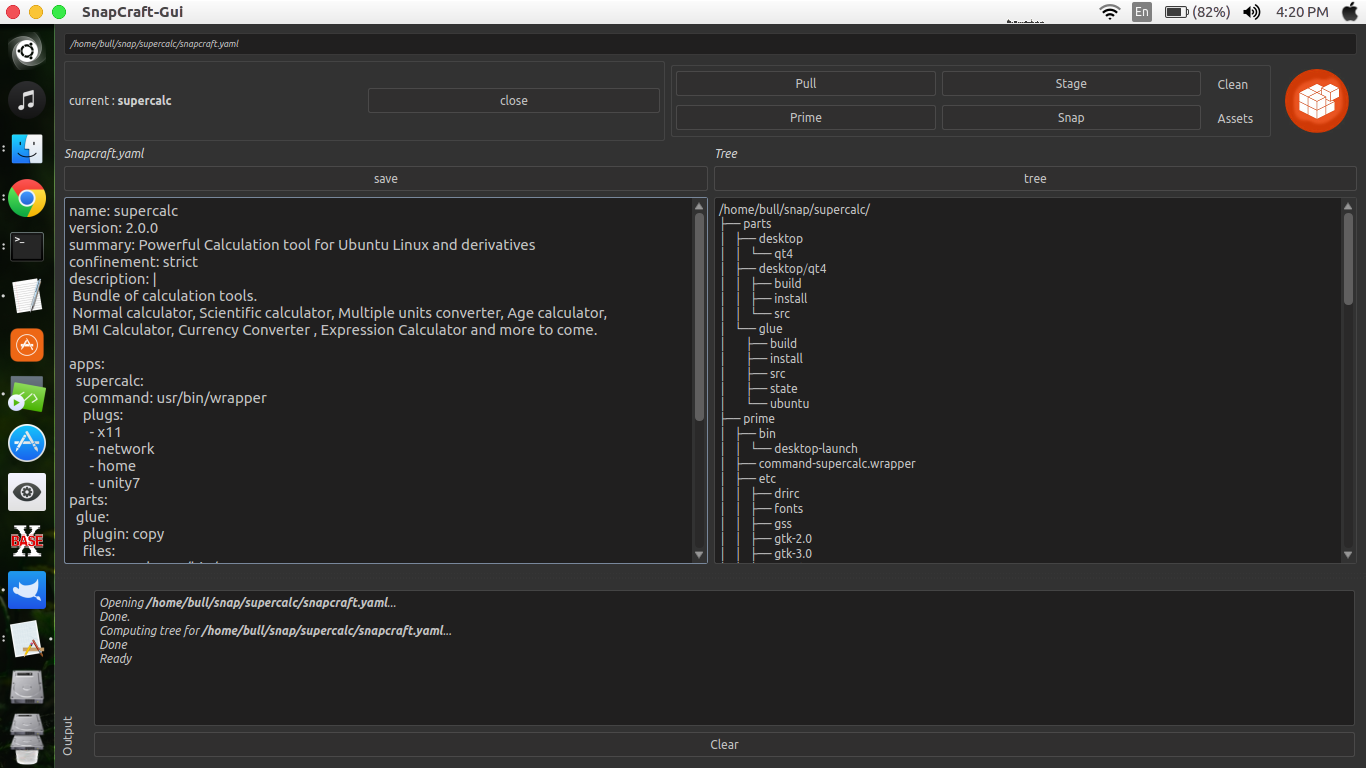 SnapCraft-Gui
En
(82%)
4:20 PM
/home/bull/snap/supercalc/snapcraft.yaml
current : supercalc
close
Pull
Stage
Clean
Prime
Snap
Assets
Snapcraft.yaml
Tree
save
tree
name: supercalc
version: 2.0.0
summary: Powerful Calculation tool for Ubuntu Linux and derivatives
confinement: strict
description: |
Bundle of calculation tools.
Normal calculator, Scientific calculator, Multiple units converter, Age calculator,
BMI Calculator, Currency Converter , Expression Calculator and more to come.
apps:
supercalc:
command: usr/bin/wrapper
plugs:
- x11
- network
- home
- unity7
parts:
glue:
plugin: copy
files:
/home/bull/snap/supercalc/
├── parts
│   ├── desktop
│   │   └── qt4
│   ├── desktop/qt4
│   │   ├── build
│   │   ├── install
│   │   └── src
│   └── glue
│       ├── build
│       ├── install
│       ├── src
│       ├── state
│       └── ubuntu
├── prime
│   ├── bin
│   │   └── desktop-launch
│   ├── command-supercalc.wrapper
│   ├── etc
│   │   ├── drirc
│   │   ├── fonts
│   │   ├── gss
│   │   ├── gtk-2.0
│   │   ├── gtk-3.0
BASE
Opening /home/bull/snap/supercalc/snapcraft.yaml...
Done.
Computing tree for /home/bull/snap/supercalc/snapcraft.yaml...
Done
Ready
Output
Clear